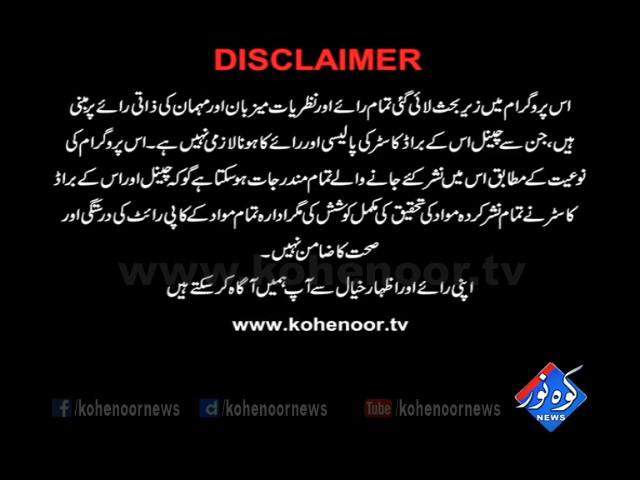 DISCLAIMER
اس پروگرام میں زیر بحث لائی گئی تمام رائے اور نظریات میزبان اور مہمان کی ذاتی رائے پر مبنی
ہیں، جن سے چینل اس کے براڈ کاسٹر کی پالیسی اور رائے کا ہونا لازمی نہیں ہے۔ اس پروگرام کی
نوعیت کے مطابق اس میں نشر کئے جانے والے تمام مندرجات ہو سکتا ہے گو کہ چینل اور اس کے براڈ
کاسٹر نے تمام نشر کردہ مواد کی تحقیق کی مکمل کوشش کی مگر ادارہ تمام مواد کے کاپی رائٹ کی درستگی اور
صحت کا ضامن نہیں۔
www.kohenoor.tv
اپنی رائے اور اظہار خیال سے آپ ہمیں آگاہ کر سکتے ہیں
www.kohenoor.tv
f /kohenoornews d /kohenoornews Tube /kohenoornews
کوہ نور
NEWS